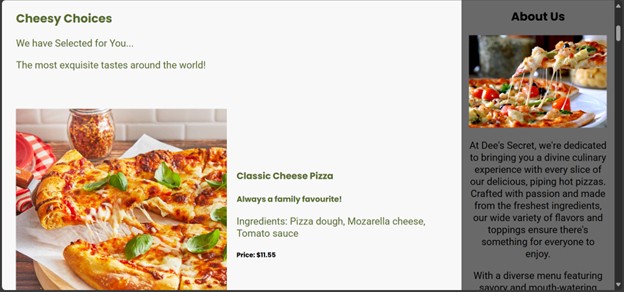 Cheesy Choices
We have Selected for You...
The most exquisite tastes around the world!
Classic Cheese Pizza
Always a family favourite!
Ingredients: Pizza dough, Mozarella cheese,
Tomato sauce
Price: $11.55
About Us
At Dee's Secret, we're dedicated
to bringing you a divine culinary
experience with every slice of
our delicious, piping hot pizzas.
Crafted with passion and made
from the freshest ingredients,
our wide variety of flavors and
toppings ensure there's
something for everyone to
enjoy.
With a diverse menu featuring
savory and mouth-watering